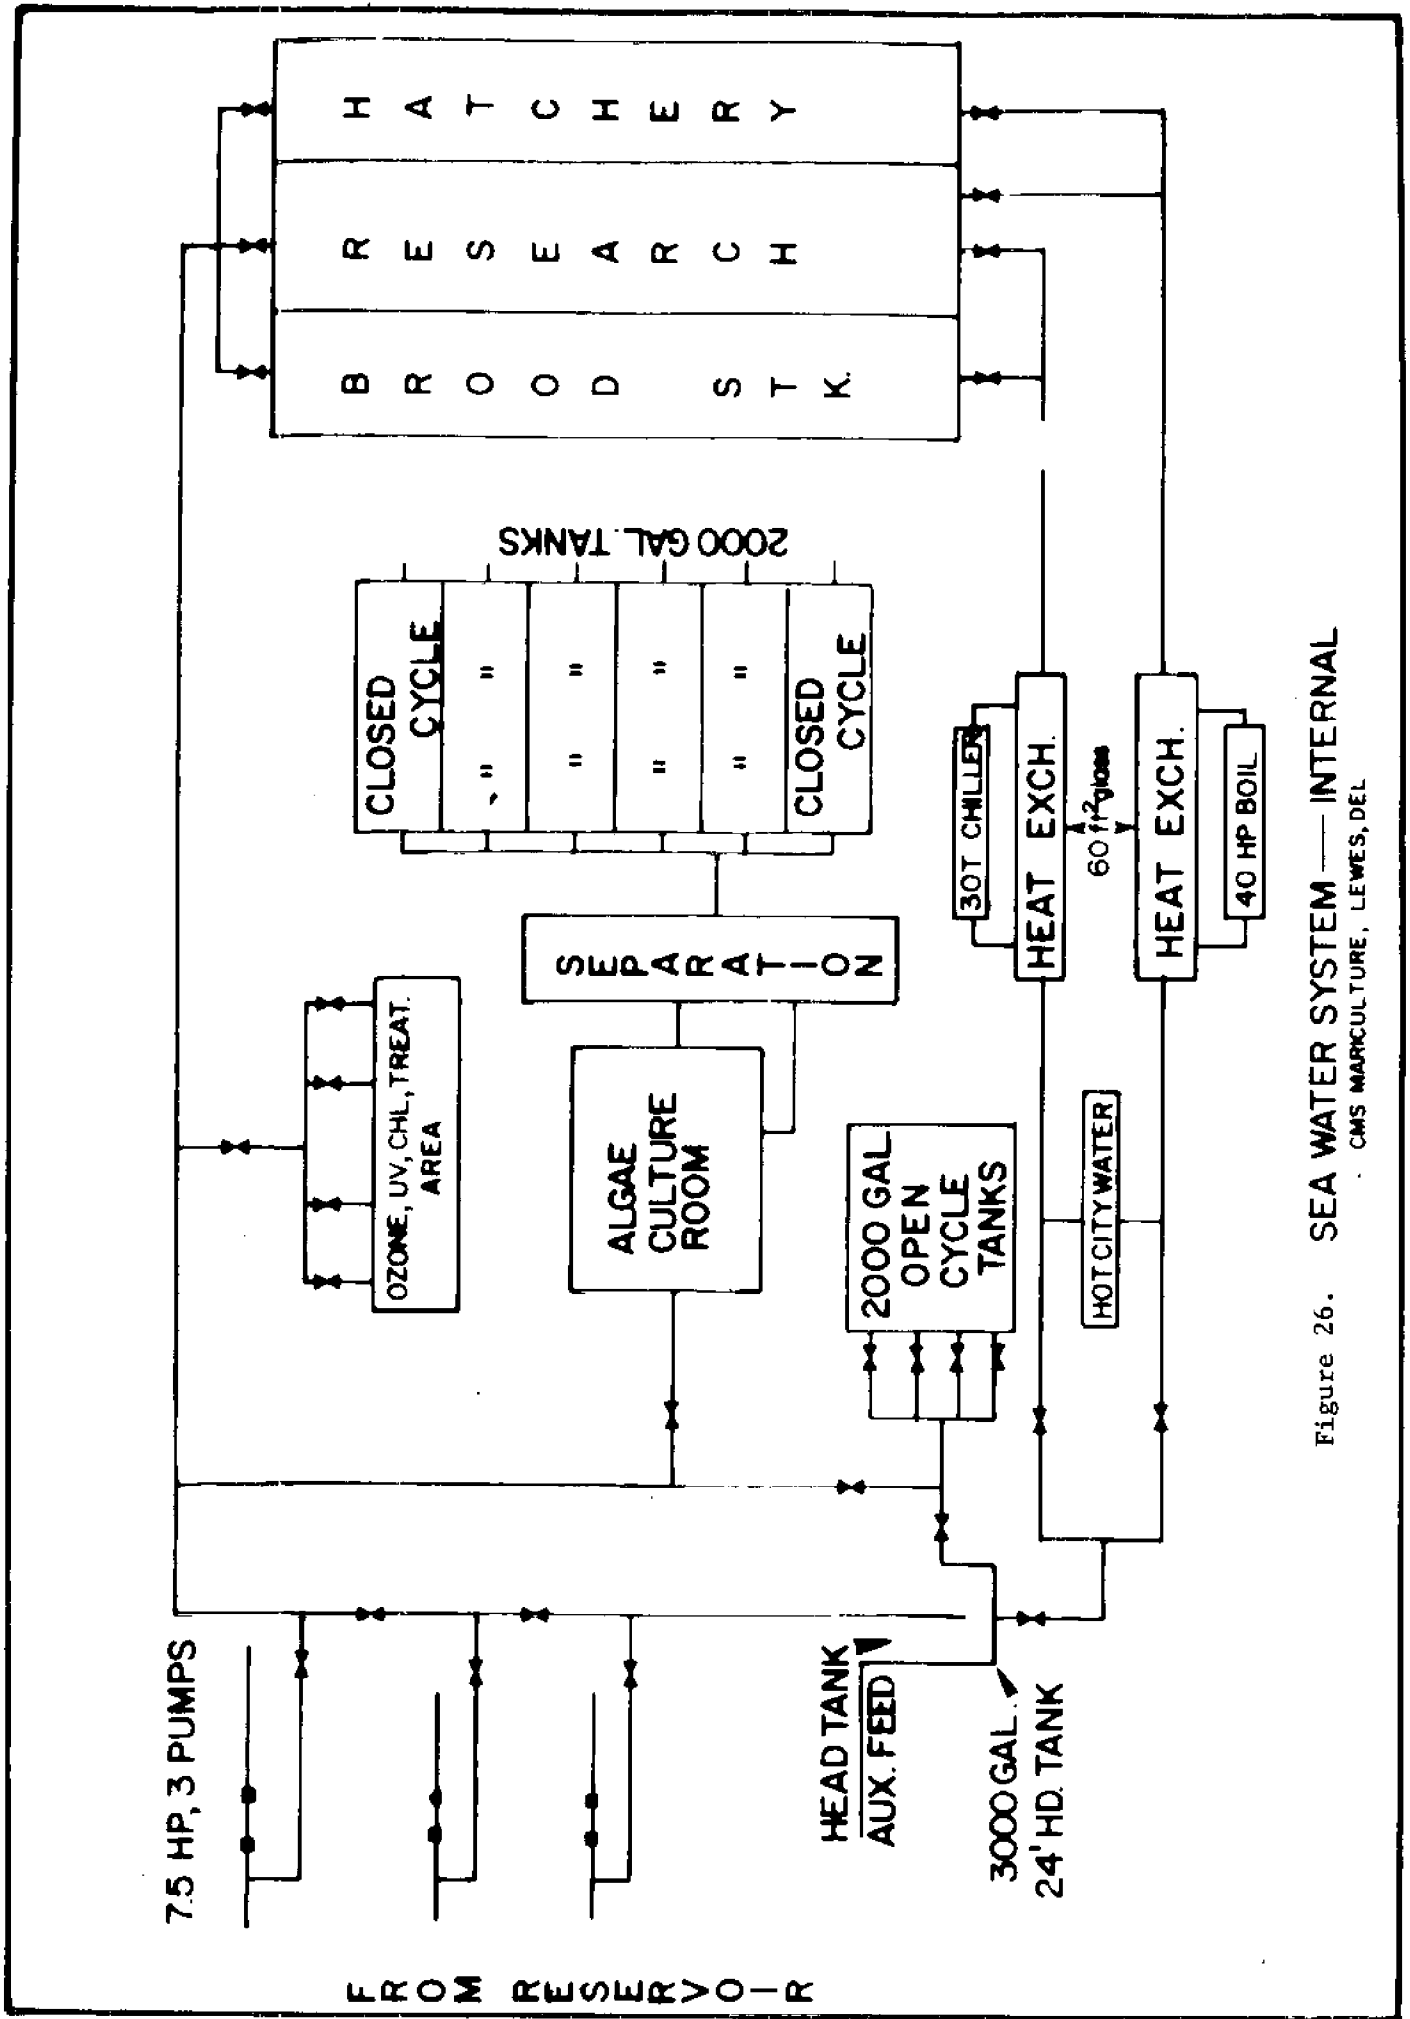 7.5 HP, 3 PUMPS
FROM RESERVOIR
HEAD TANK
AUX. FEED
3000 GAL.
24' HD. TANK
OZONE, UV, CHL, TREAT.
AREA
ALGAE
CULTURE
ROOM
2000 GAL.
OPEN
CYCLE
TANKS
SEPARATION
CLOSED
CYCLE
" "
" "
" "
" "
CLOSED
CYCLE
2000 GAL. TANKS
HATCHERY
RESEARCH
BROOD STK.
30T CHILLER
HEAT EXCH.
60 ft² glass
HEAT EXCH.
40 HP BOIL
HOT CITY WATER
Figure 26. SEA WATER SYSTEM — INTERNAL
CMS MARICULTURE, LEWES, DEL